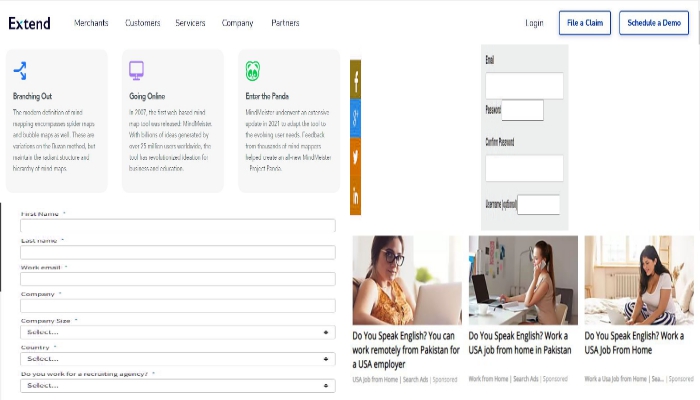 Extend
Merchants
Customers
Servicers
Company
Partners
Login
File a Claim
Schedule a Demo
Branching Out
The modern definition of mind
mapping encompasses spider maps
and bubble maps as well. These are
variations on the Buzan method, but
maintain the radiant structure and
hierarchy of mind maps.
Going Online
In 2007, the first web-based mind
map tool was released: MindMeister.
With billions of ideas generated by
over 25 million users worldwide, the
tool has revolutionized ideation for
business and education.
Enter the Panda
MindMeister underwent an extensive
update in 2021 to adapt the tool to
the evolving user needs. Feedback
from thousands of mind mappers
helped create an all-new MindMeister
- Project Panda.
f
g+
in
Email
Password
Confirm Password
Username (optional)
First Name *
Last name *
Work email *
Company *
Company Size *
Select...
Country *
Select...
Do you work for a recruiting agency? *
Select...
Do You Speak English? You can
work remotely from Pakistan for
a USA employer
USA Job from Home | Search Ads | Sponsored
Do You Speak English? Work a
USA job from home in Pakistan
Work from Home | Search Ads | Sponsored
Do You Speak English? Work a
USA Job From Home
Work a Usa Job from Home | Sea... | Sponsored